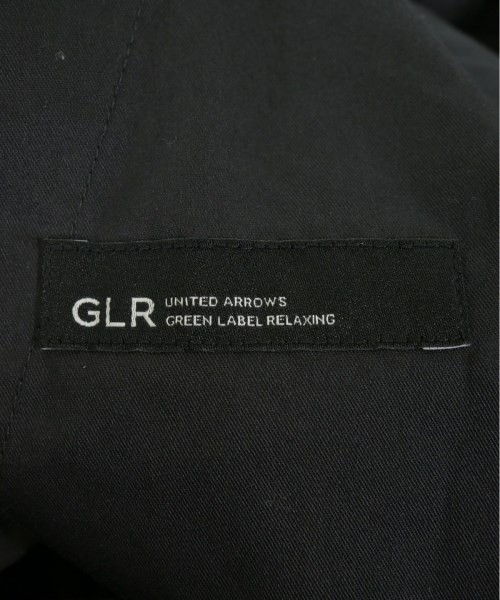 GLR
UNITED ARROWS
GREEN LABEL RELAXING